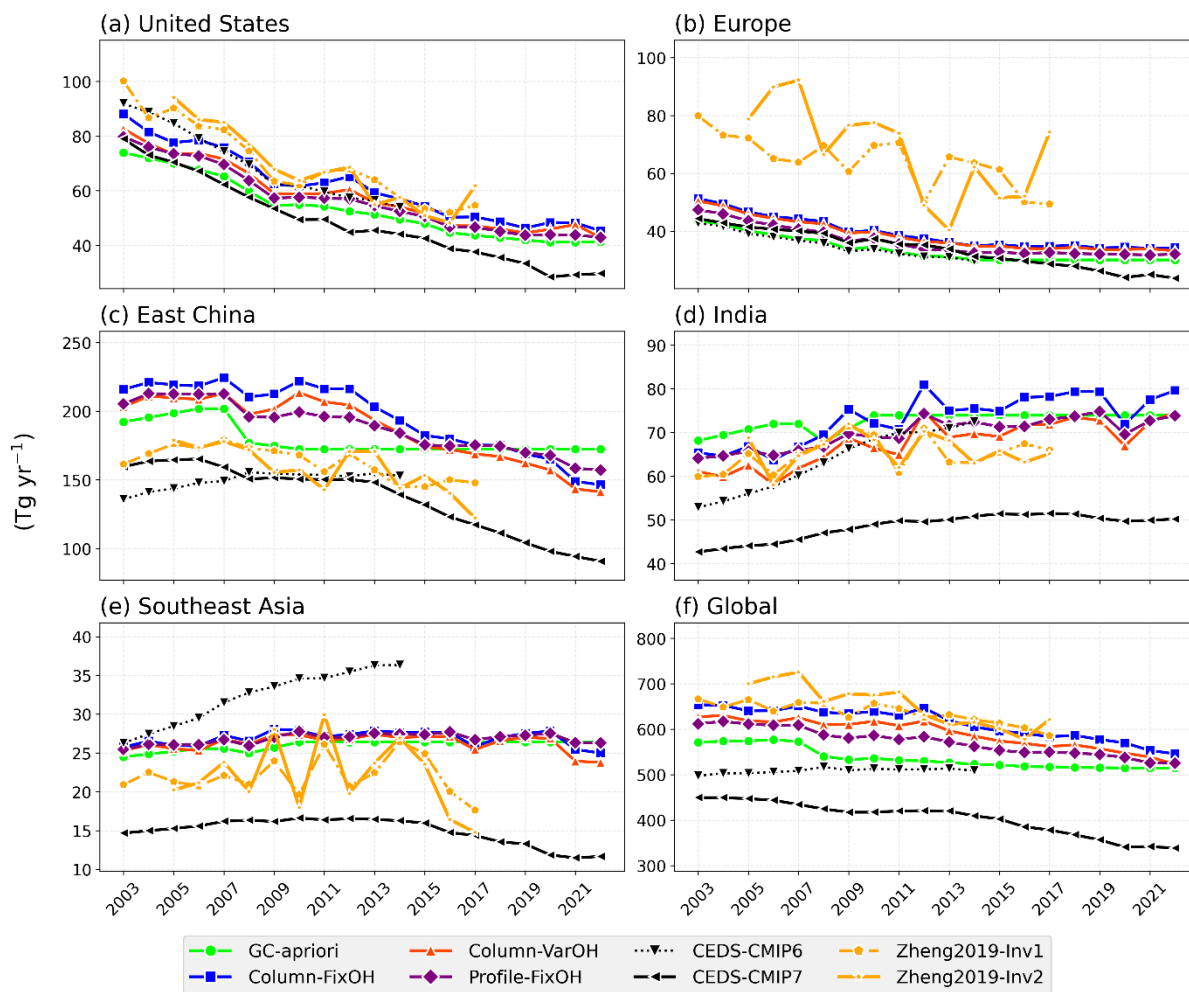 (a) United States
(b) Europe
100
80
60
40
100
80
60
40
20
(c) East China
(d) India
250
200
150
100
90
80
70
60
50
40
(Tg yr⁻¹)
(e) Southeast Asia
(f) Global
40
35
30
25
20
15
10
800
700
600
500
400
300
2003 2005 2007 2009 2011 2013 2015 2017 2019 2021
2003 2005 2007 2009 2011 2013 2015 2017 2019 2021
GC-apriori Column-VarOH CEDS-CMIP6 Zheng2019-Inv1
Column-FixOH Profile-FixOH CEDS-CMIP7 Zheng2019-Inv2